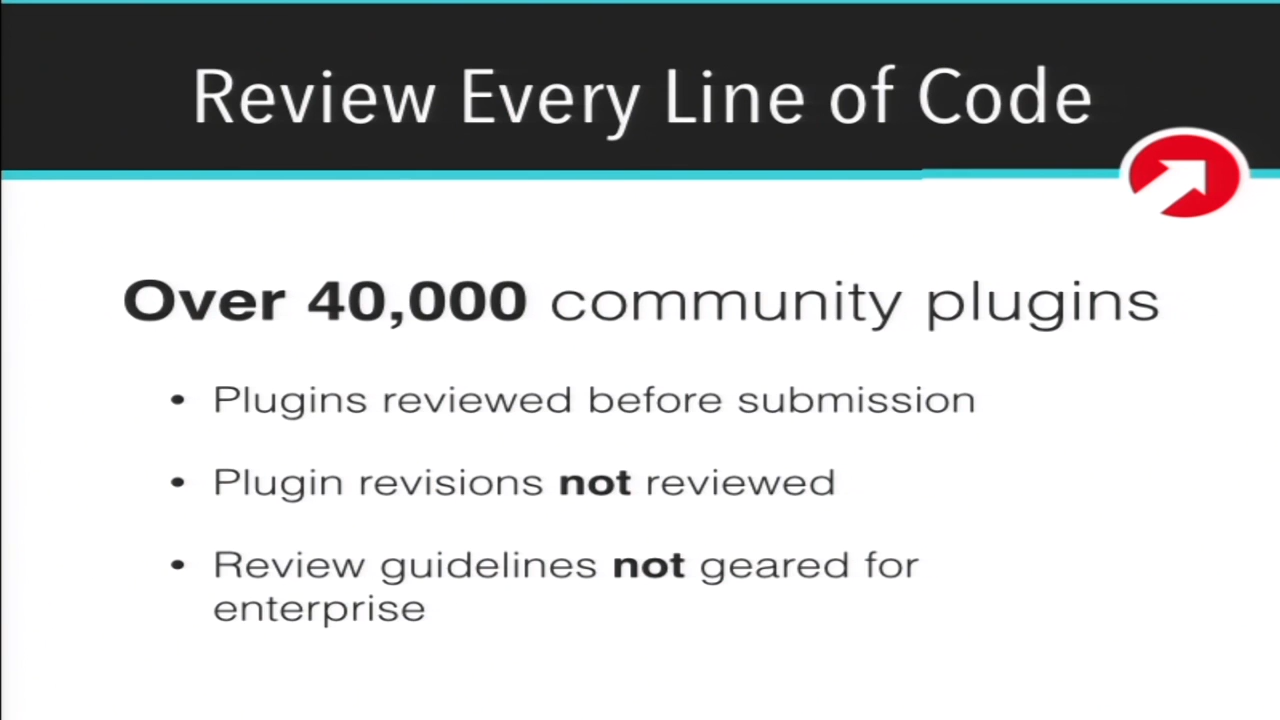 Review Every Line of Code
Over 40,000 community plugins
• Plugins reviewed before submission
• Plugin revisions not reviewed
• Review guidelines not geared for
enterprise